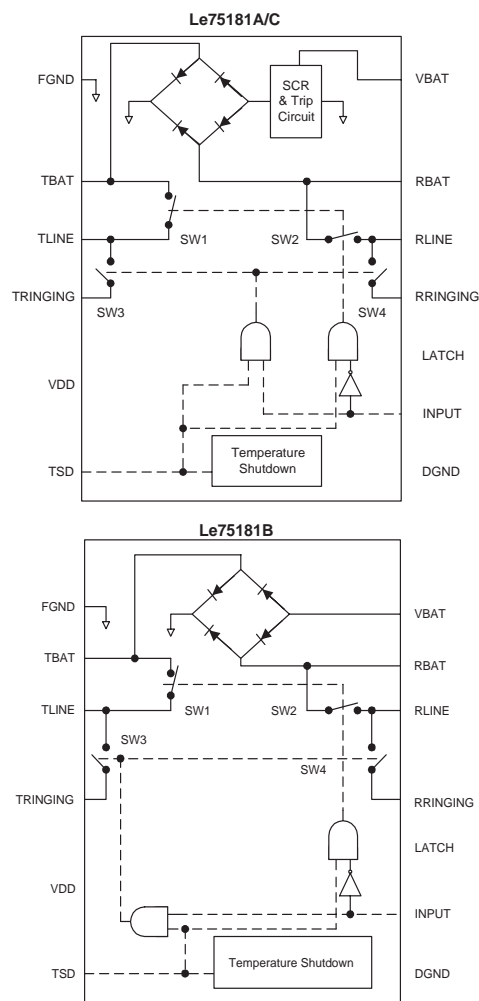 Le75181A/C
FGND
SCR
& Trip
Circuit
VBAT
TBAT
RBAT
TLINE
SW1
SW2
RLINE
TRINGING
SW3
SW4
RRINGING
LATCH
VDD
INPUT
Temperature
Shutdown
TSD
DGND
Le75181B
FGND
VBAT
TBAT
RBAT
TLINE
SW1
SW2
RLINE
SW3
SW4
TRINGING
RRINGING
LATCH
VDD
INPUT
Temperature Shutdown
TSD
DGND